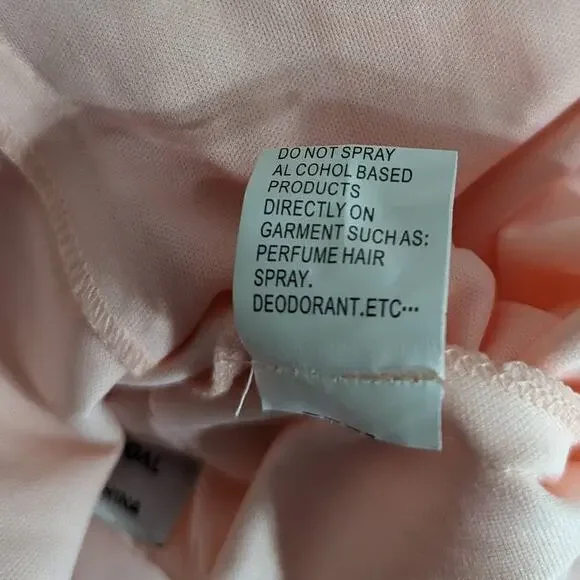 DO NOT SPRAY
AL COHOL BASED
PRODUCTS
DIRECTLY ON
GARMENT SUCH AS:
PERFUME HAIR
SPRAY.
DEODORANT.ETC···